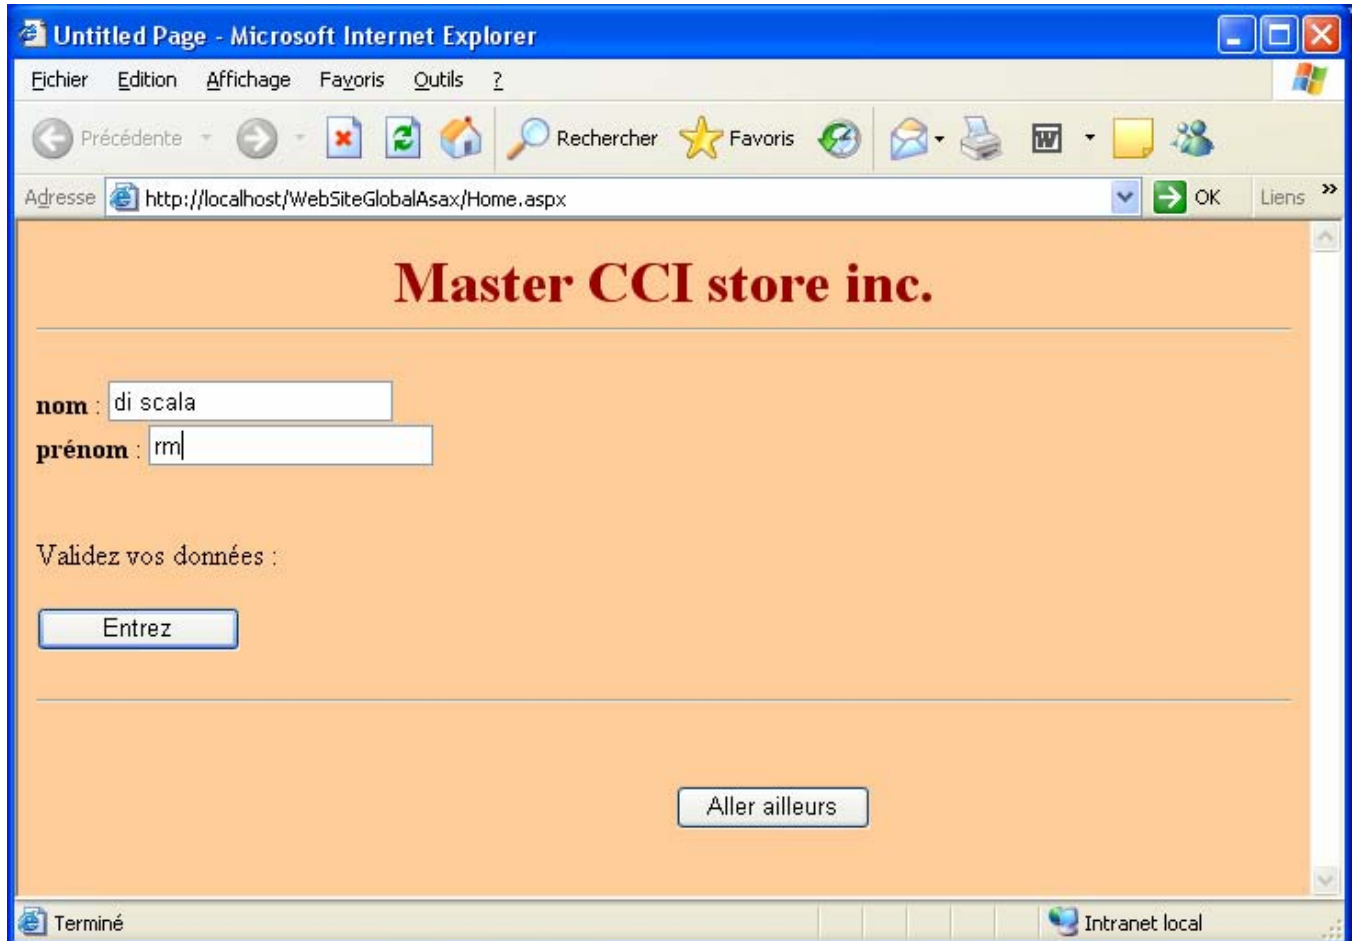 Untitled Page - Microsoft Internet Explorer
Fichier Edition Affichage Favoris Outils ?
Précédente Rechercher Favoris W
Adresse http://localhost/WebSiteGlobalAsax/Home.aspx OK Liens »
Master CCI store inc.
nom : di scala
prénom : rm
Validez vos données :
Entrez
Aller ailleurs
Terminé Intranet local